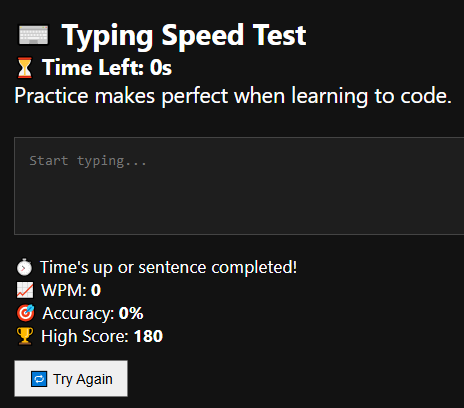 ⌨️ Typing Speed Test
⏳ Time Left: 0s
Practice makes perfect when learning to code.
Start typing...
⏱️ Time's up or sentence completed!
📈 WPM: 0
🎯 Accuracy: 0%
🏆 High Score: 180
🔁 Try Again